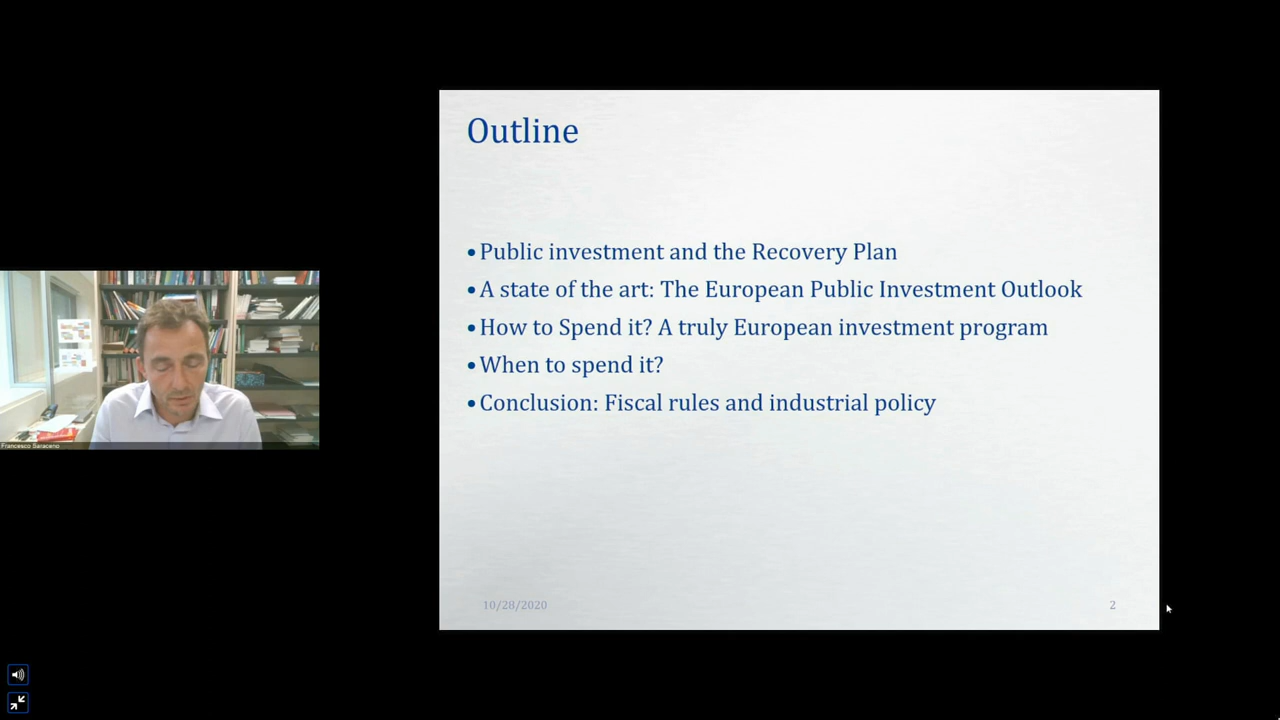 Outline
• Public investment and the Recovery Plan
• A state of the art: The European Public Investment Outlook
• How to Spend it? A truly European investment program
• When to spend it?
• Conclusion: Fiscal rules and industrial policy
10/28/2020
2
Francesco Saraceno